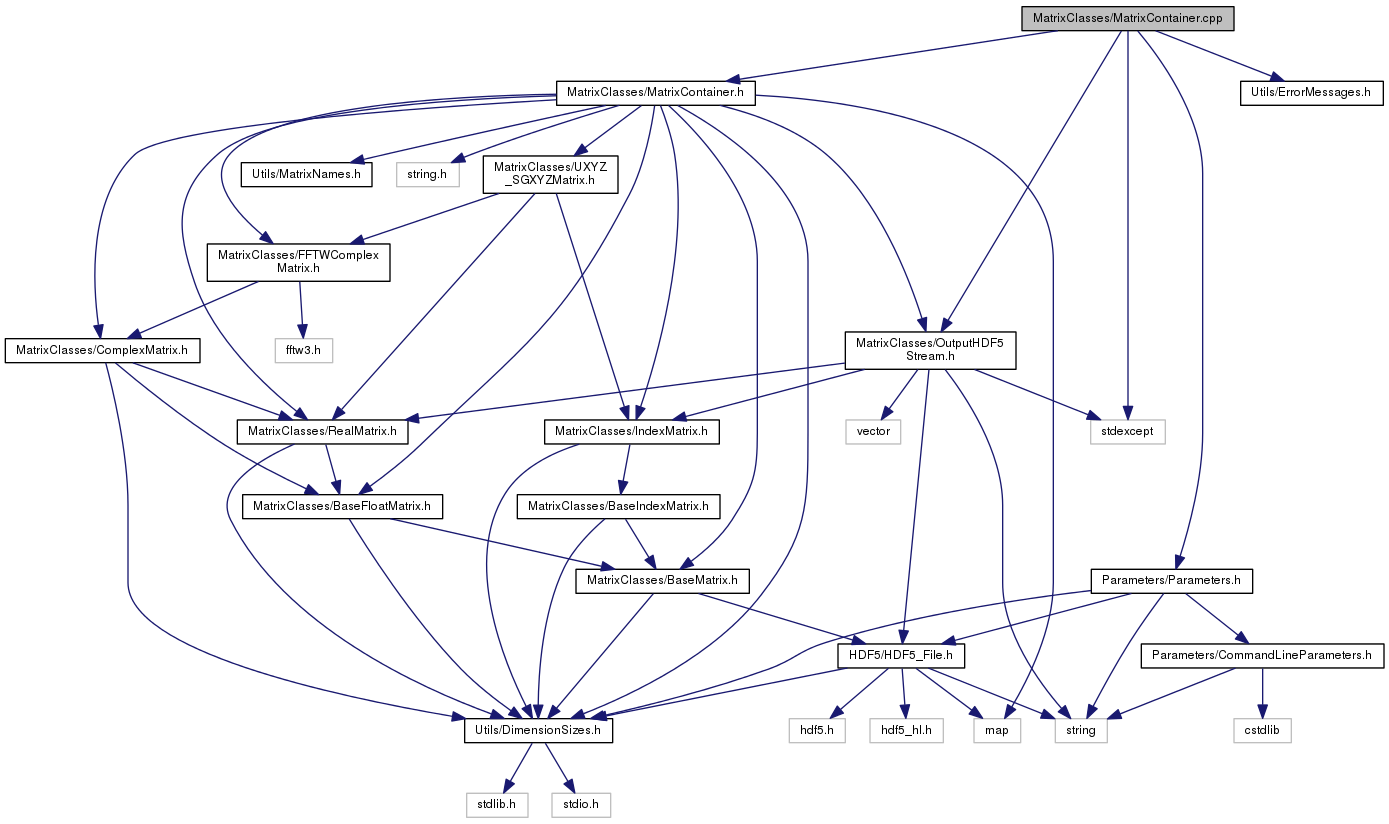 MatrixClasses/MatrixContainer.cpp
MatrixClasses/MatrixContainer.h
Utils/ErrorMessages.h
Utils/MatrixNames.h
string.h
MatrixClasses/UXYZ
_SGXYZMatrix.h
MatrixClasses/FFTWComplex
Matrix.h
MatrixClasses/ComplexMatrix.h
fftw3.h
MatrixClasses/OutputHDF5
Stream.h
MatrixClasses/RealMatrix.h
MatrixClasses/IndexMatrix.h
vector
stdexcept
MatrixClasses/BaseFloatMatrix.h
MatrixClasses/BaseIndexMatrix.h
MatrixClasses/BaseMatrix.h
Parameters/Parameters.h
HDF5/HDF5_File.h
Parameters/CommandLineParameters.h
Utils/DimensionSizes.h
hdf5.h
hdf5_hl.h
map
string
cstdlib
stdlib.h
stdio.h